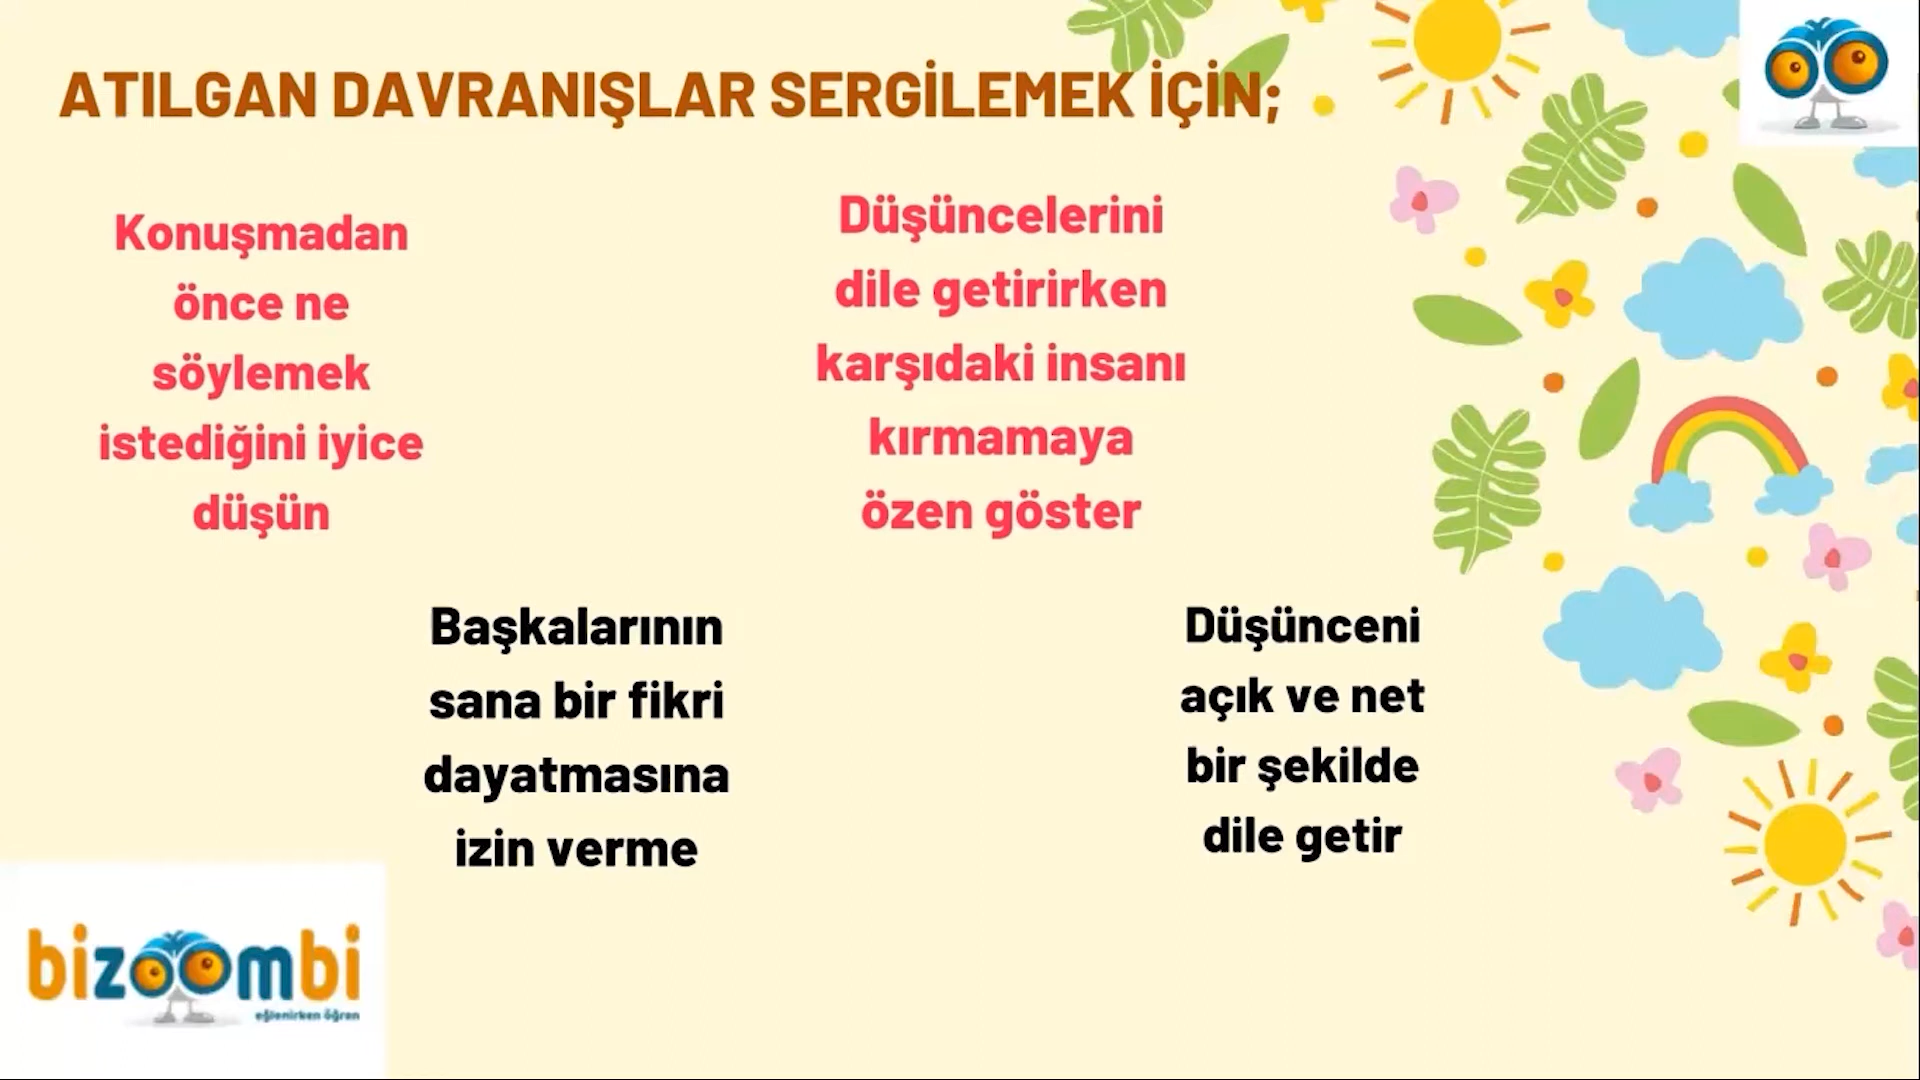 ATILGAN DAVRANIŞLAR SERGİLEMEK İÇİN;
Konuşmadan
önce ne
söylemek
istediğini iyice
düşün
Düşüncelerini
dile getirirken
karşıdaki insanı
kırmamaya
özen göster
Başkalarının
sana bir fikri
dayatmasına
izin verme
Düşünceni
açık ve net
bir şekilde
dile getir
bizoombi
eğlenirken öğren